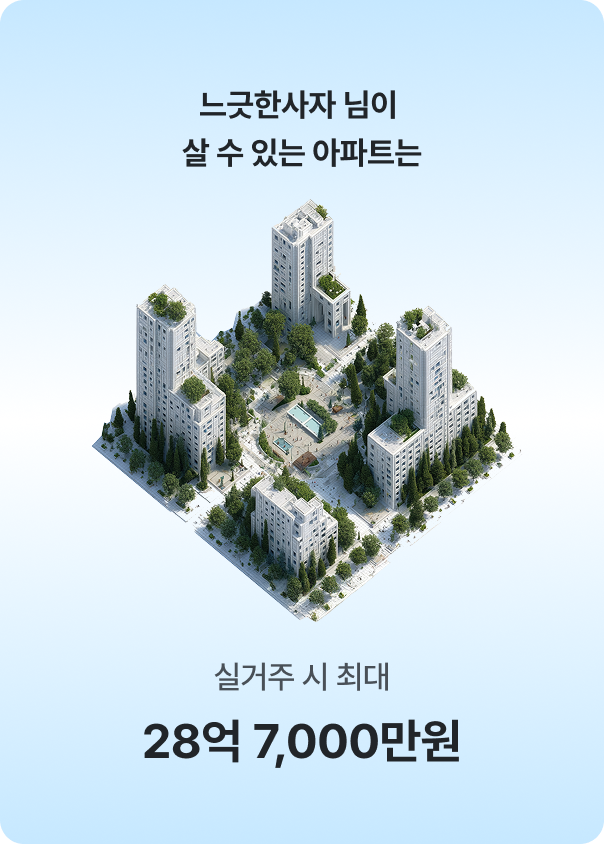 느긋한사자 님이
살 수 있는 아파트는
실거주 시 최대
28억 7,000만원